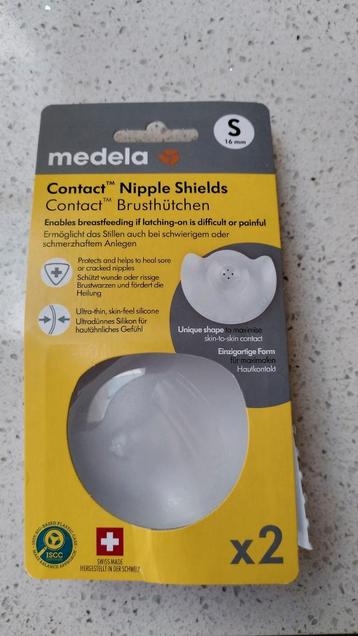 S
16 mm
medela
Contact™ Nipple Shields
Contact™ Brusthütchen
Enables breastfeeding if latching-on is difficult or painful
Ermöglicht das Stillen auch bei schwierigem oder
schmerzhaftem Anlegen
Protects and helps to heal sore
or cracked nipples
Schützt wunde oder rissige
Brustwarzen und fördert die
Heilung
Ultra-thin, skin-feel silicone
Ultradünnes Silikon für
hautähnliches Gefühl
Unique shape to maximise
skin-to-skin contact
Einzigartige Form
für maximalen
Hautkontakt
ISCC
SWISS MADE
HERGESTELLT IN DER SCHWEIZ
x2